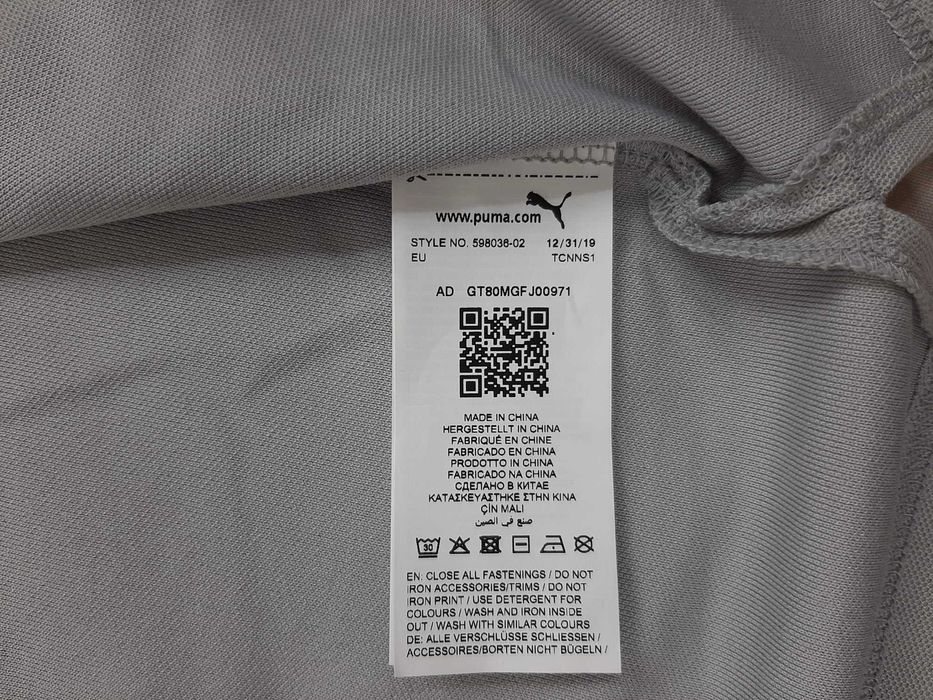 www.puma.com
STYLE NO. 598036-02 12/31/19
EU TCNNS1
AD GT80MGFJ00971
MADE IN CHINA
HERGESTELLT IN CHINA
FABRIQUÉ EN CHINE
FABRICADO EN CHINA
PRODOTTO IN CHINA
FABRICADO NA CHINA
СДЕЛАНО В КИТАЕ
ΚΑΤΑΣΚΕΥΑΣΤΗΚΕ ΣΤΗΝ ΚΙΝΑ
ÇİN MALI
صنع في الصين
30
EN: CLOSE ALL FASTENINGS / DO NOT
IRON ACCESSORIES/TRIMS / DO NOT
IRON PRINT / USE DETERGENT FOR
COLOURS / WASH AND IRON INSIDE
OUT / WASH WITH SIMILAR COLOURS
DE: ALLE VERSCHLÜSSE SCHLIESSEN /
ACCESSOIRES/BORTEN NICHT BÜGELN /